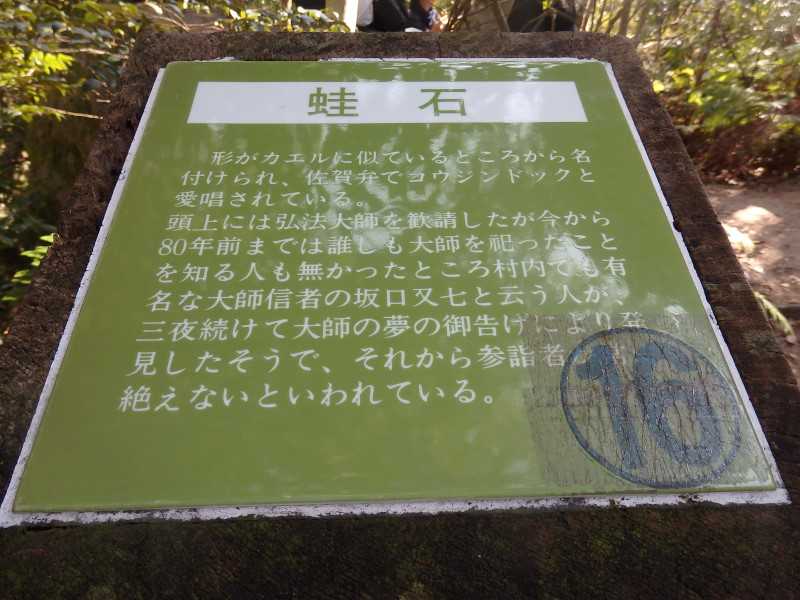 蛙 石
形がカエルに似ているところから名
付けられ、佐賀弁でコウジンドックと
愛唱されている。
頭上には弘法大師を歓請したが今から
80年前までは誰しも大師を祀ったこと
を知る人も無かったところ村内でも有
名な大師信者の坂口又七と云う人が、
三夜続けて大師の夢の御告げにより発
見したそうで、それから参詣者
絶えないといわれている。
16